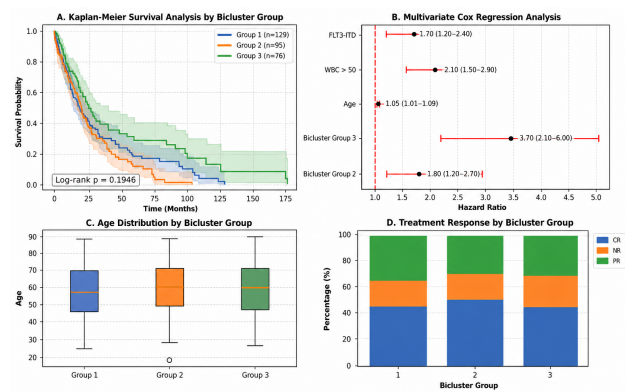 A. Kaplan-Meier Survival Analysis by Bicluster Group
Group 1 (n=129)
Group 2 (n=95)
Group 3 (n=76)
Survival Probability
1.0
0.8
0.6
0.4
0.2
0.0
Log-rank p = 0.1946
0 25 50 75 100 125 150 175
Time (Months)
B. Multivariate Cox Regression Analysis
FLT3-ITD
1.70 (1.20−2.40)
WBC > 50
2.10 (1.50−2.90)
Age
1.05 (1.01−1.09)
Bicluster Group 3
3.70 (2.10−6.00)
Bicluster Group 2
1.80 (1.20−2.70)
1.0 1.5 2.0 2.5 3.0 3.5 4.0 4.5 5.0
Hazard Ratio
C. Age Distribution by Bicluster Group
Age
90
80
70
60
50
40
30
20
Group 1 Group 2 Group 3
D. Treatment Response by Bicluster Group
CR
NR
PR
Percentage (%)
100
80
60
40
20
0
1 2 3
Bicluster Group